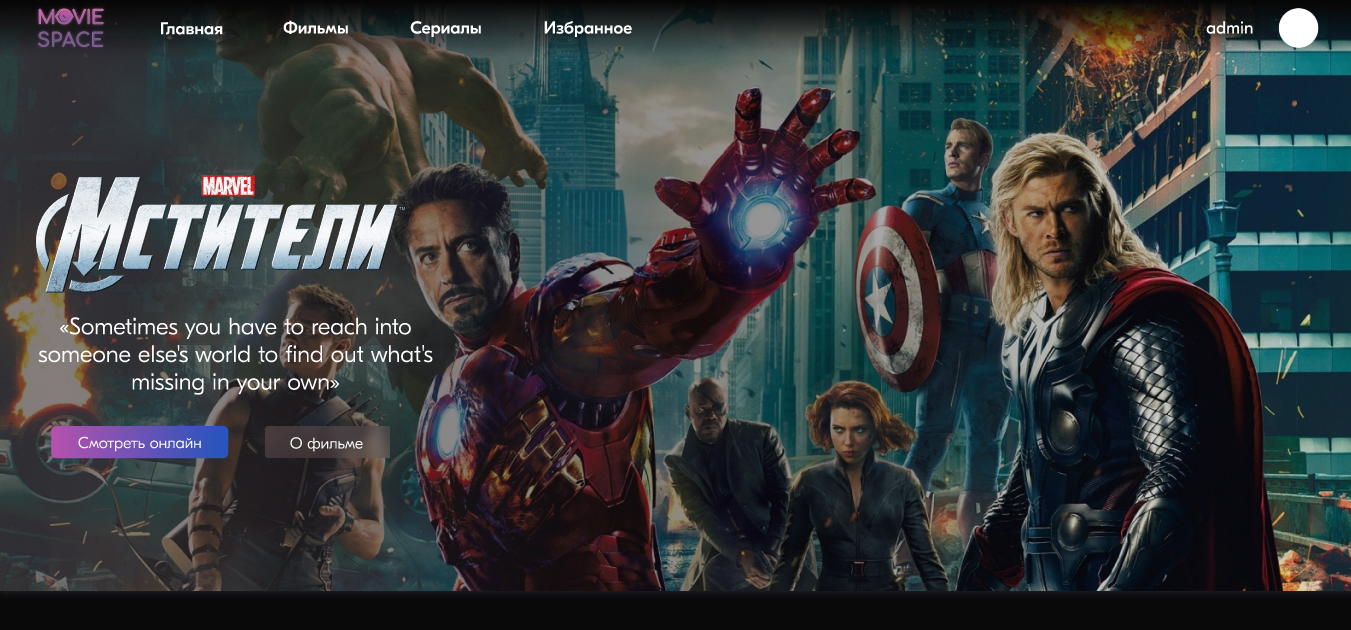 MOVIE
SPACE
Главная
Фильмы
Сериалы
Избранное
admin
MARVEL
Мстители™
«Sometimes you have to reach into
someone else's world to find out what's
missing in your own»
Смотреть онлайн
О фильме